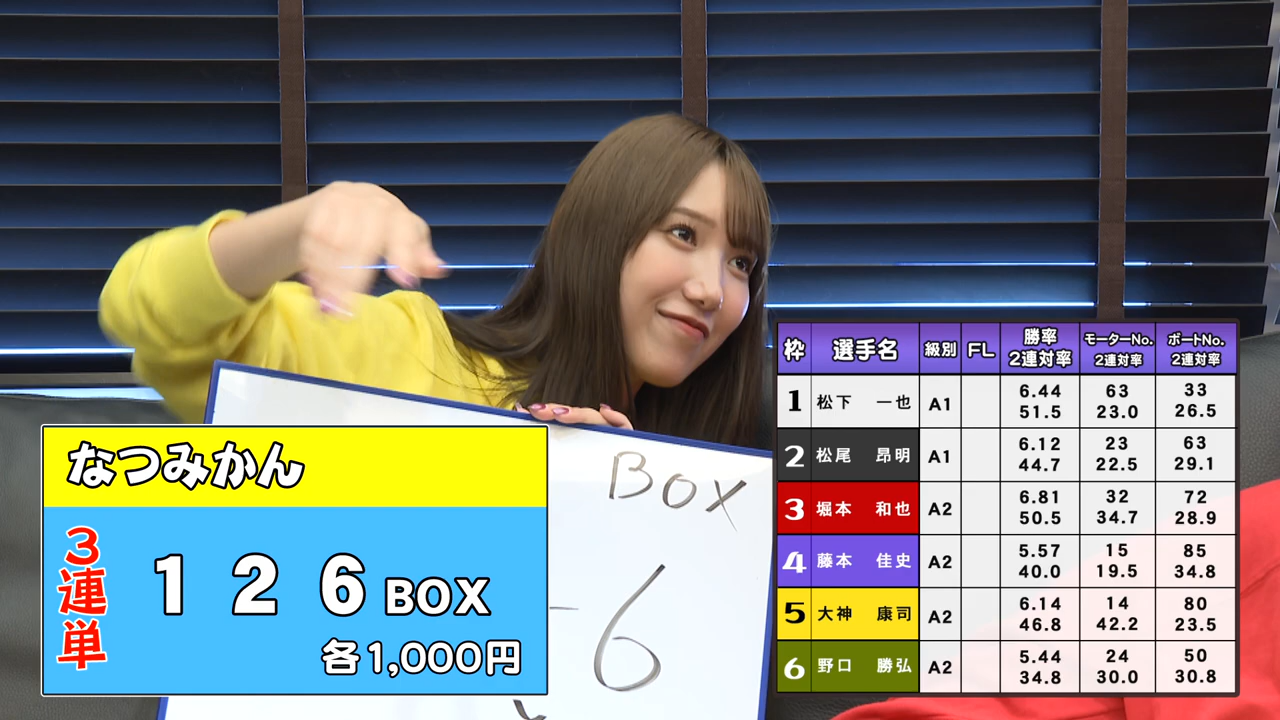 なつみかん
3連単
1 2 6 BOX
各1,000円
BOX
-6
枠 選手名 級別 FL 勝率 2連対率 モーターNo. 2連対率 ボートNo. 2連対率
1 松下 一也 A1 6.44 51.5 63 23.0 33 26.5
2 松尾 昂明 A1 6.12 44.7 23 22.5 63 29.1
3 堀本 和也 A2 6.81 50.5 32 34.7 72 28.9
4 藤本 佳史 A2 5.57 40.0 15 19.5 85 34.8
5 大神 康司 A2 6.14 46.8 14 42.2 80 23.5
6 野口 勝弘 A2 5.44 34.8 24 30.0 50 30.8